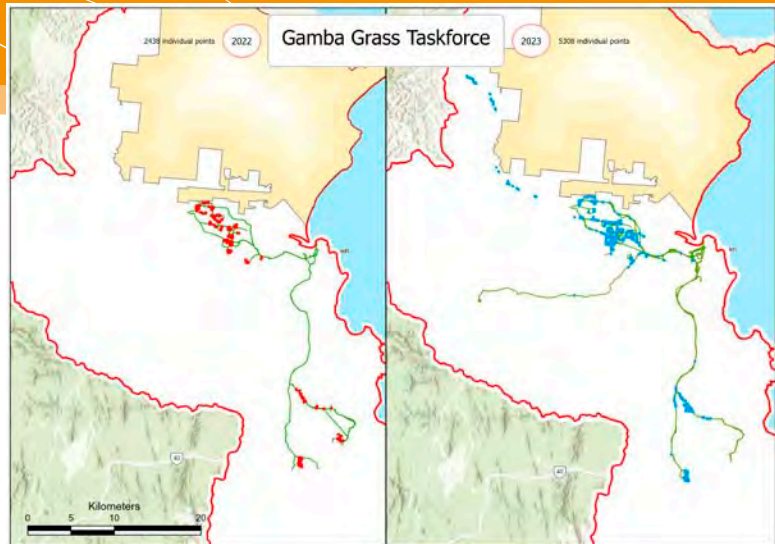 2438 individual points
2022
Gamba Grass Taskforce
2023
5308 individual points
40
40
Kilometers
0 5 10 20